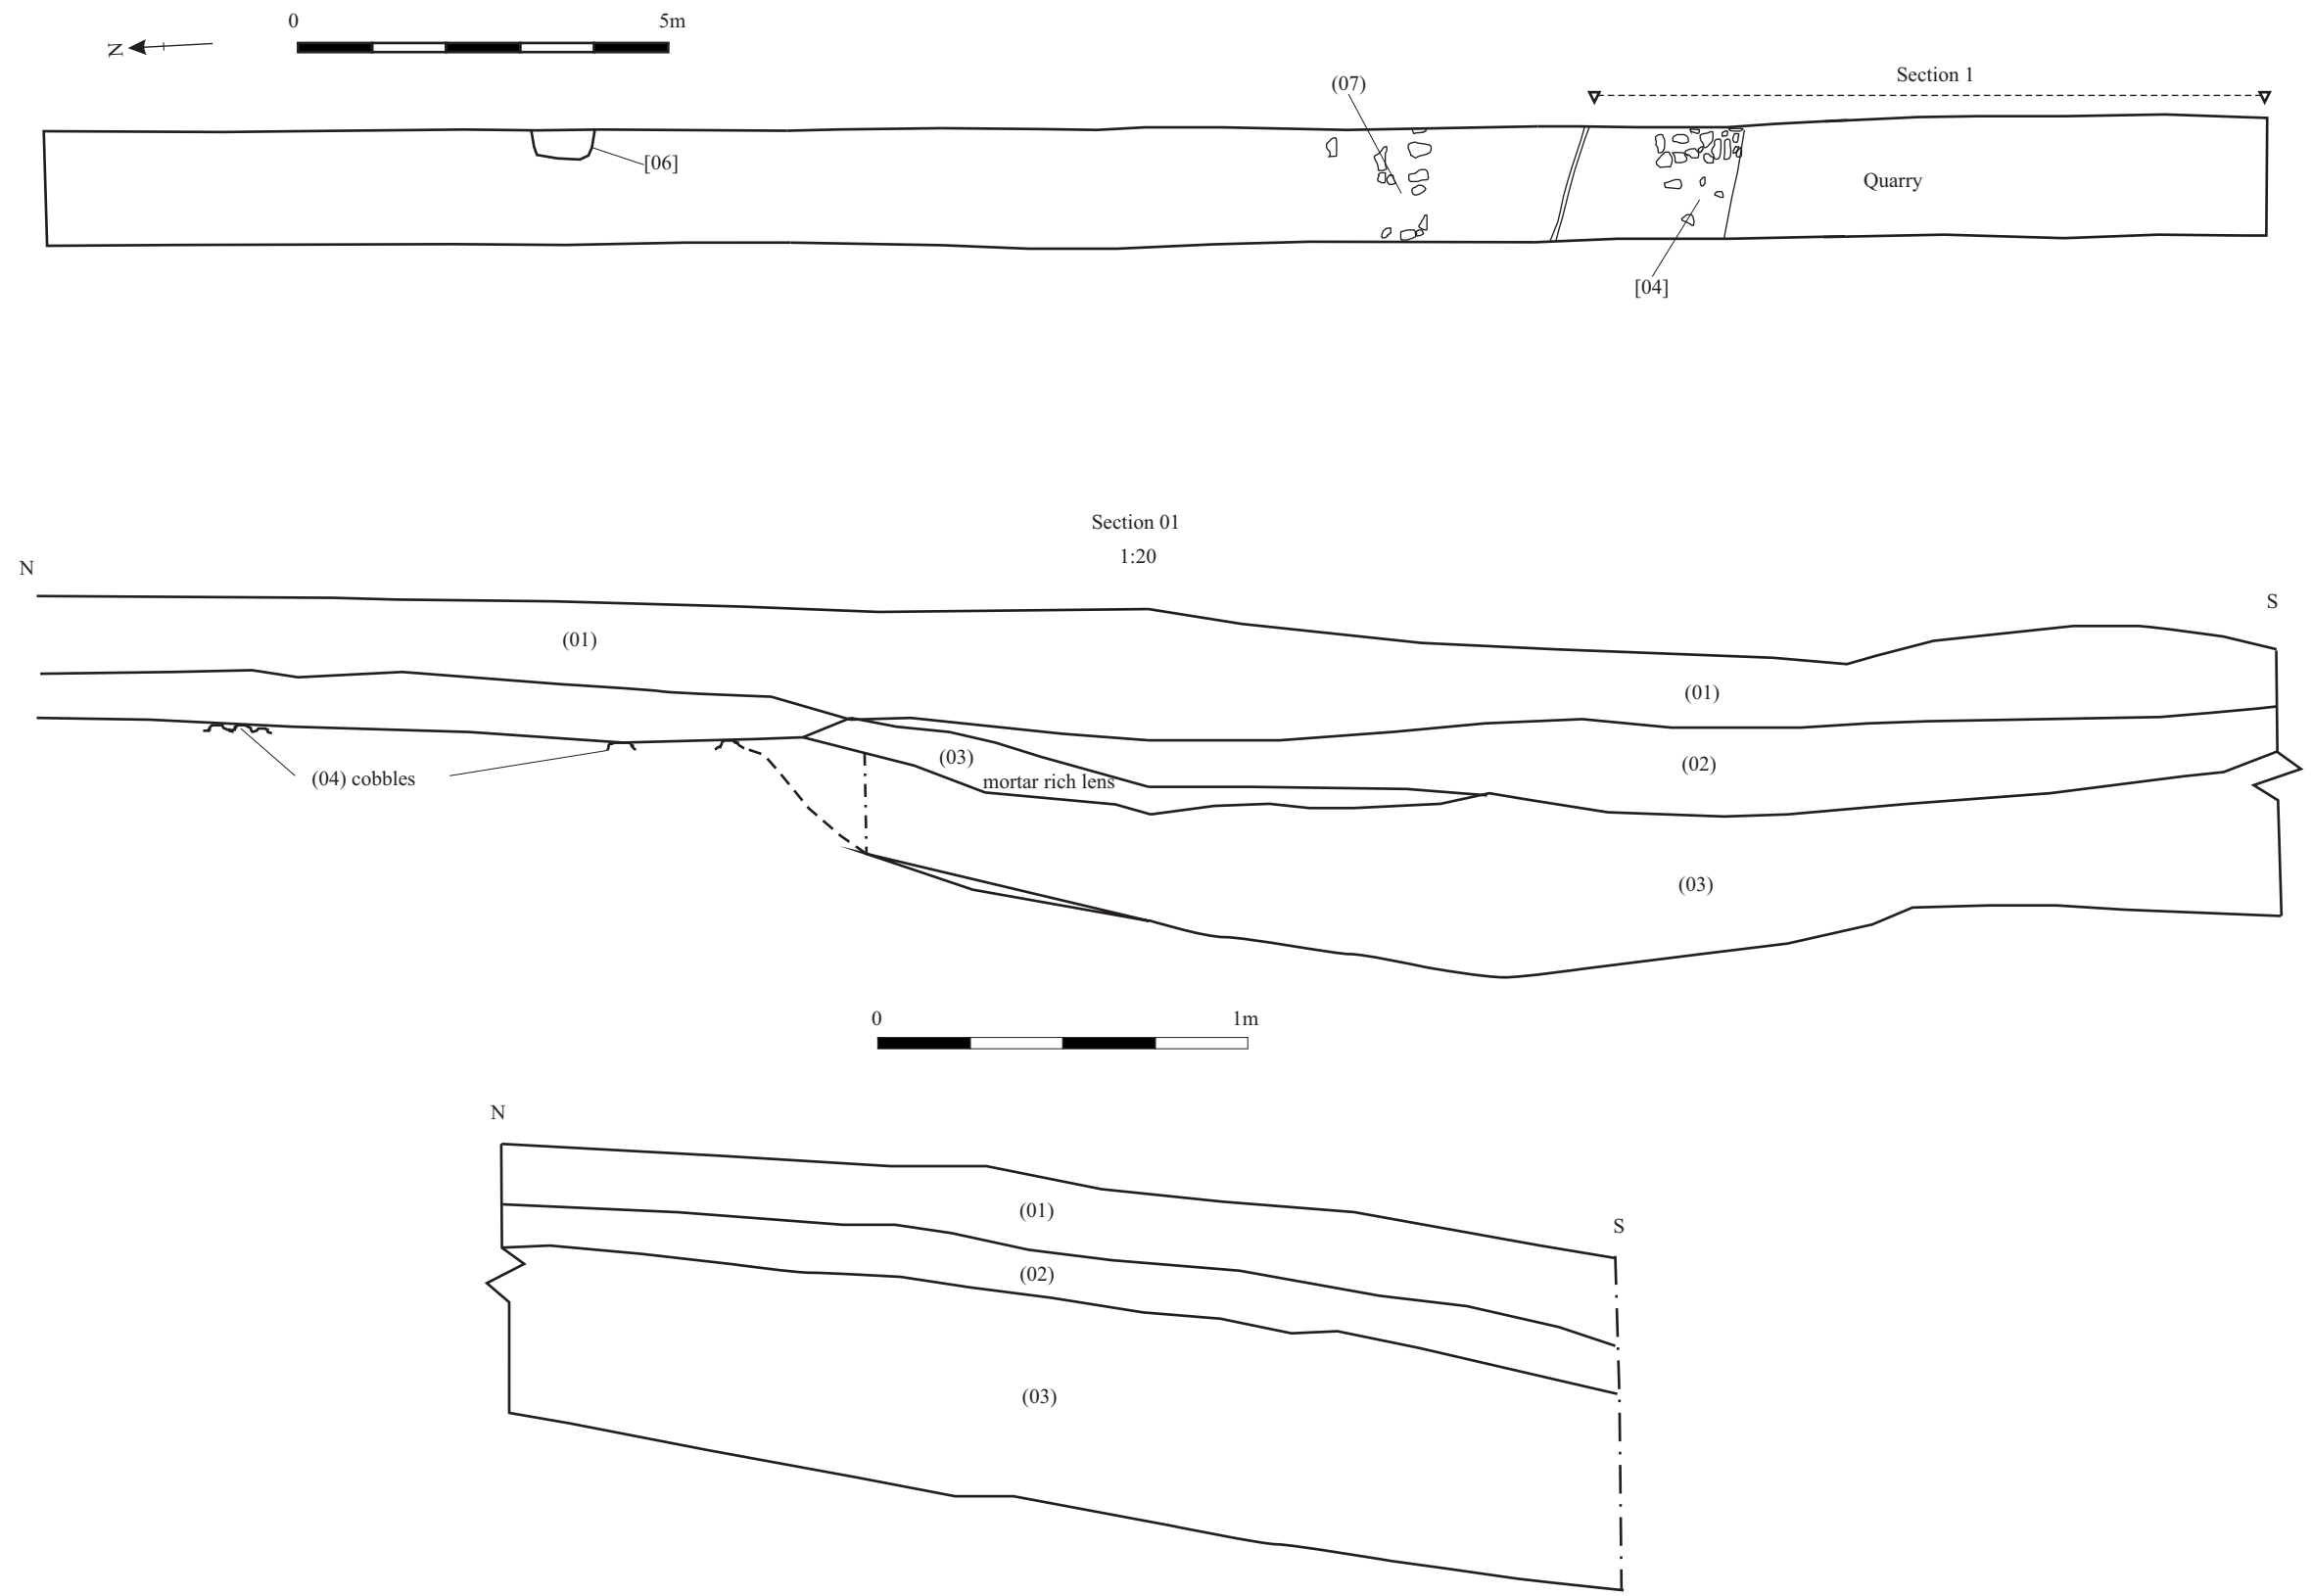 0 5m
N
Section 1
(07)
[06]
Quarry
[04]
Section 01
1:20
N
S
(01)
(01)
(03)
(02)
mortar rich lens
(04) cobbles
(03)
0 1m
N
(01)
S
(02)
(03)